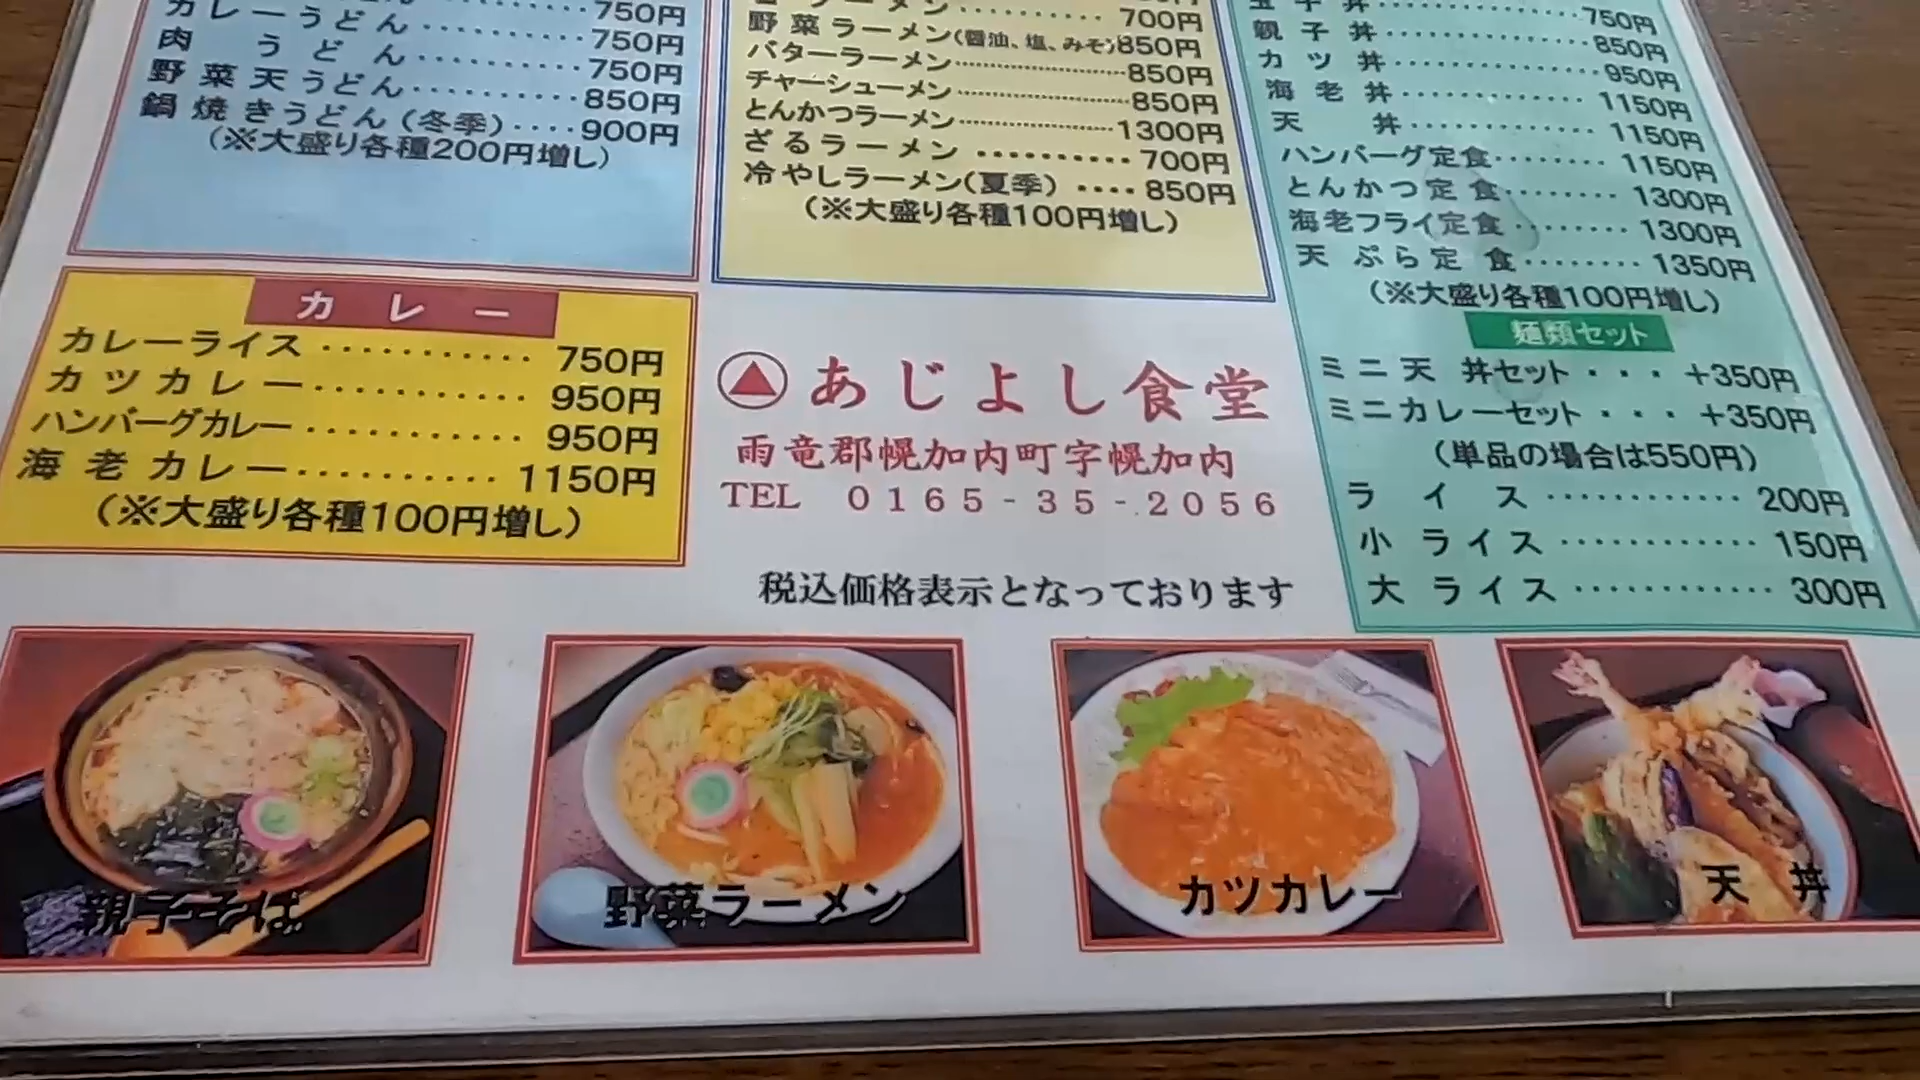 カレーうどん・・・・・・・・・・750円
750円
肉うどん・・・・・・・・・・750円
野菜天うどん・・・・・・・・・・850円
鍋焼きうどん(冬季)・・・・900円
(※大盛り各種200円増し)
ラーメン・・・・・・・・・・700円
野菜ラーメン(醤油、塩、みそ)850円
バターラーメン・・・・・・・・・・850円
チャーシューメン・・・・・・・・・・850円
とんかつラーメン・・・・・・・・・・1300円
ざるラーメン・・・・・・・・・・700円
冷やしラーメン(夏季)・・・・850円
(※大盛り各種100円増し)
玉子丼・・・・・・・・・・750円
親子丼・・・・・・・・・・850円
カツ丼・・・・・・・・・・950円
海老丼・・・・・・・・・・1150円
天丼・・・・・・・・・・1150円
ハンバーグ定食・・・・・・・・1150円
とんかつ定食・・・・・・・・1300円
海老フライ定食・・・・・・・・1300円
天ぷら定食・・・・・・・・1350円
(※大盛り各種100円増し)
麺類セット
ミニ天丼セット・・・+350円
ミニカレーセット・・・+350円
(単品の場合は550円)
ライス・・・・・・・・・・・・200円
小ライス・・・・・・・・・・・・150円
大ライス・・・・・・・・・・・・300円
カレー
カレーライス・・・・・・・・・・・750円
カツカレー・・・・・・・・・・・950円
ハンバーグカレー・・・・・・・・・・・950円
海老カレー・・・・・・・・・・1150円
(※大盛り各種100円増し)
あじよし食堂
雨竜郡幌加内町字幌加内
TEL 0165-35-2056
税込価格表示となっております
親子そば
野菜ラーメン
カツカレー
天丼